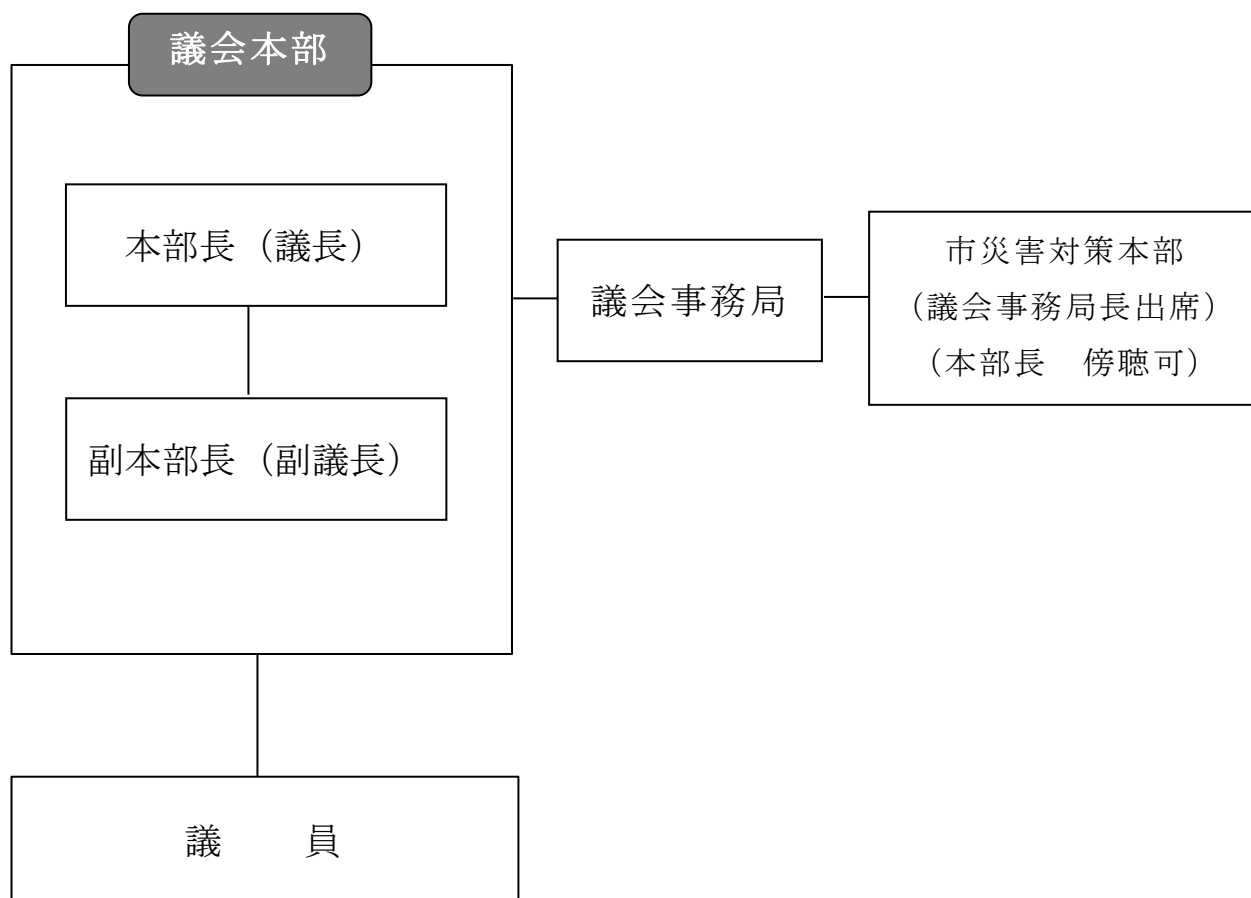 議会本部
本部長（議長）
副本部長（副議長）
議会事務局
市災害対策本部
（議会事務局長出席）
（本部長　傍聴可）
議　　員